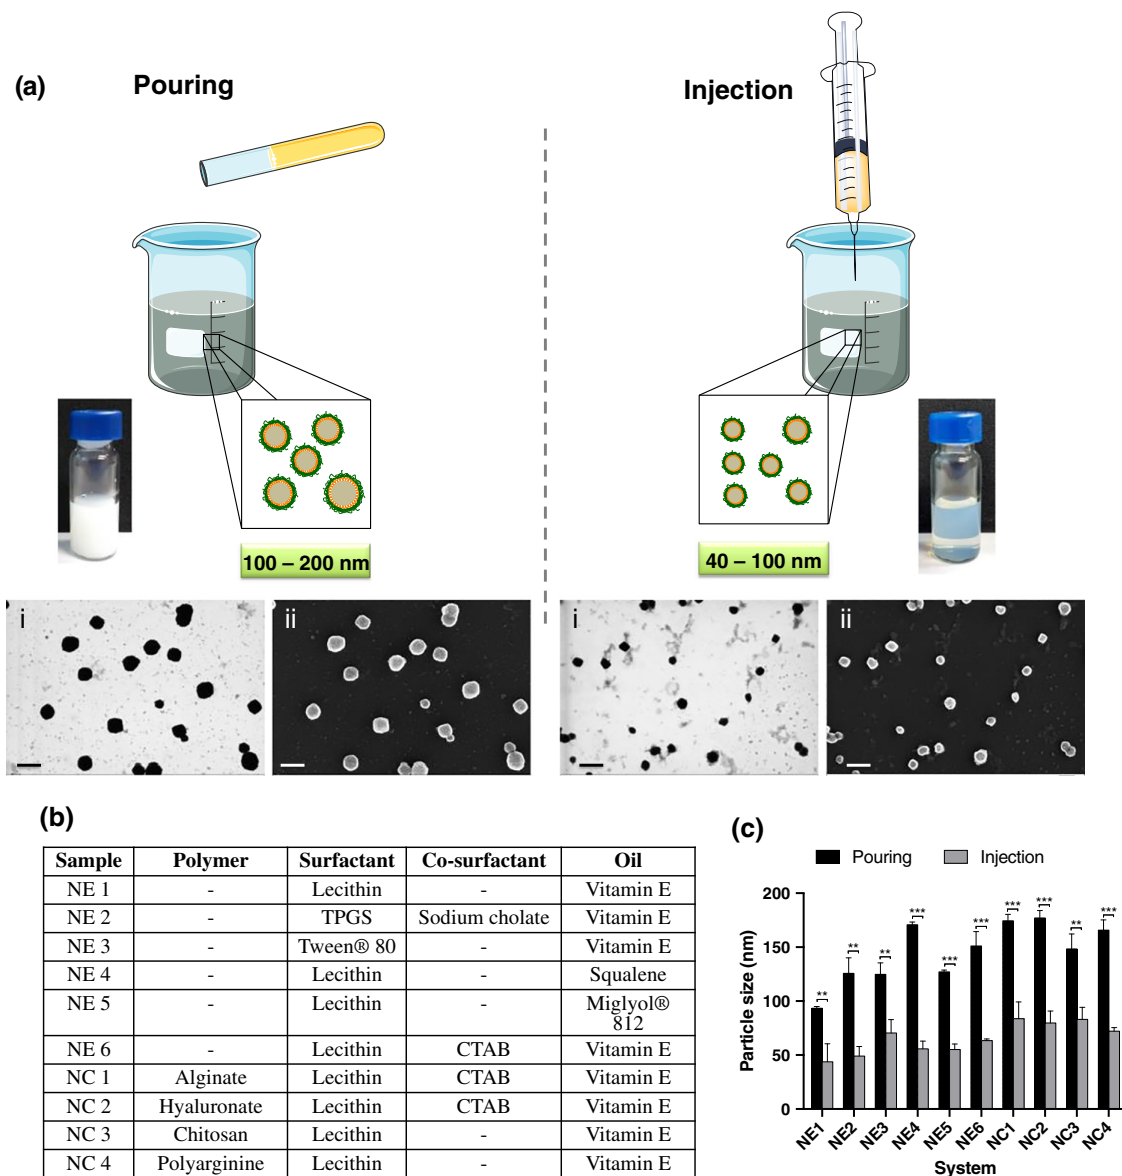 (a)
Pouring
Injection
100 – 200 nm
40 – 100 nm
i
ii
i
ii
(b)
Sample Polymer Surfactant Co-surfactant Oil
NE 1 - Lecithin - Vitamin E
NE 2 - TPGS Sodium cholate Vitamin E
NE 3 - Tween® 80 - Vitamin E
NE 4 - Lecithin - Squalene
NE 5 - Lecithin - Miglyol®
812
NE 6 - Lecithin CTAB Vitamin E
NC 1 Alginate Lecithin CTAB Vitamin E
NC 2 Hyaluronate Lecithin CTAB Vitamin E
NC 3 Chitosan Lecithin - Vitamin E
NC 4 Polyarginine Lecithin - Vitamin E
(c)
Pouring Injection
Particle size (nm)
200
150
100
50
0
** ** ** *** *** *** *** *** ** ***
NE1 NE2 NE3 NE4 NE5 NE6 NC1 NC2 NC3 NC4
System